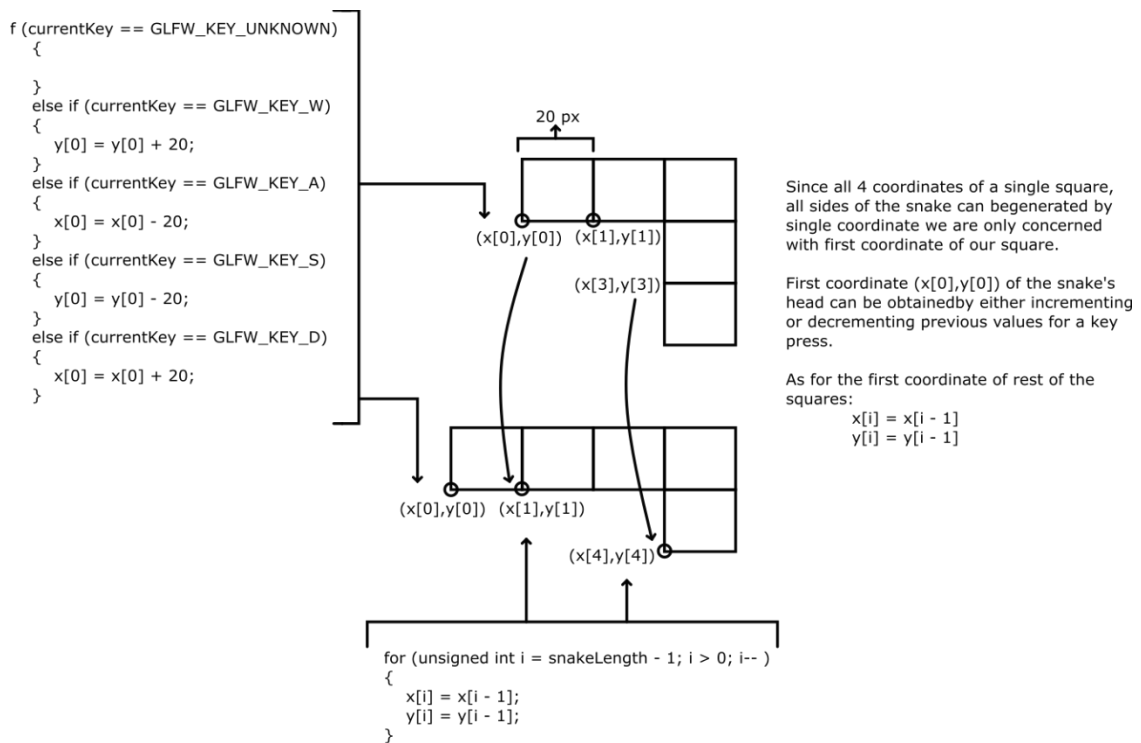 f (currentKey == GLFW_KEY_UNKNOWN)
{
}
else if (currentKey == GLFW_KEY_W)
{
y[0] = y[0] + 20;
}
else if (currentKey == GLFW_KEY_A)
{
x[0] = x[0] - 20;
}
else if (currentKey == GLFW_KEY_S)
{
y[0] = y[0] - 20;
}
else if (currentKey == GLFW_KEY_D)
{
x[0] = x[0] + 20;
}
20 px
(x[0],y[0]) (x[1],y[1])
(x[3],y[3])
(x[0],y[0]) (x[1],y[1])
(x[4],y[4])
Since all 4 coordinates of a single square,
all sides of the snake can begenerated by
single coordinate we are only concerned
with first coordinate of our square.
First coordinate (x[0],y[0]) of the snake's
head can be obtainedby either incrementing
or decrementing previous values for a key
press.
As for the first coordinate of rest of the
squares:
x[i] = x[i - 1]
y[i] = y[i - 1]
for (unsigned int i = snakeLength - 1; i > 0; i-- )
{
x[i] = x[i - 1];
y[i] = y[i - 1];
}